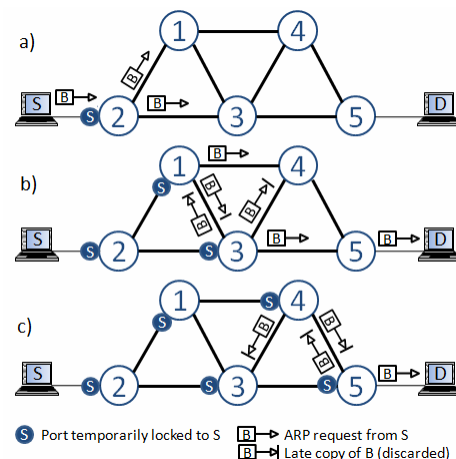 a)
1 4
B
S B B D
S 2 3 5
b)
1 B 4
S B B
B
S B B D
S 2 S 3 5
c)
1 S 4
S B B
B
S B D
S 2 S 3 S 5
S Port temporarily locked to S B ARP request from S
B Late copy of B (discarded)